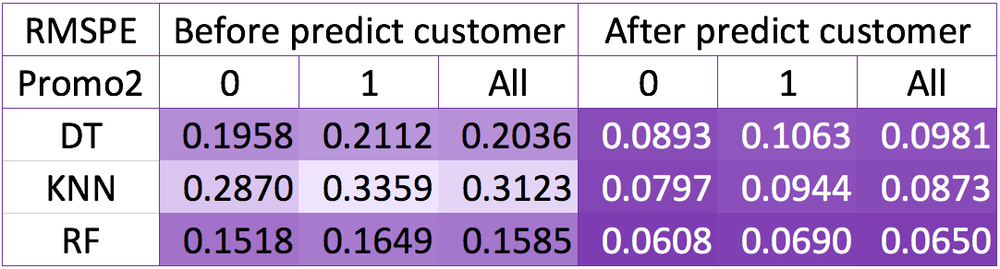 RMSPE Before predict customer After predict customer
Promo2 0 1 All 0 1 All
DT 0.1958 0.2112 0.2036 0.0893 0.1063 0.0981
KNN 0.2870 0.3359 0.3123 0.0797 0.0944 0.0873
RF 0.1518 0.1649 0.1585 0.0608 0.0690 0.0650